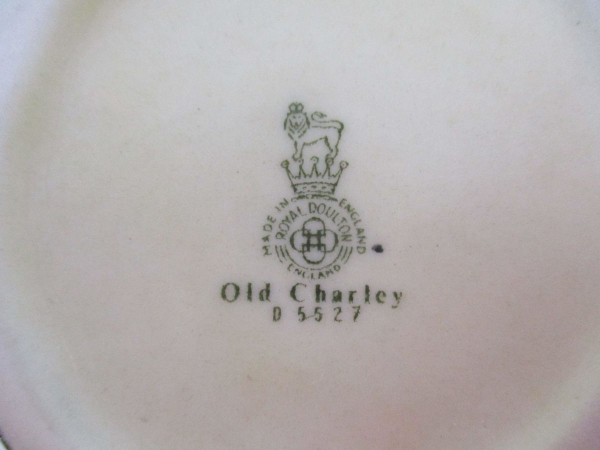 MADE IN ENGLAND
ROYAL DOULTON
ENGLAND
Old Charley
D 5527